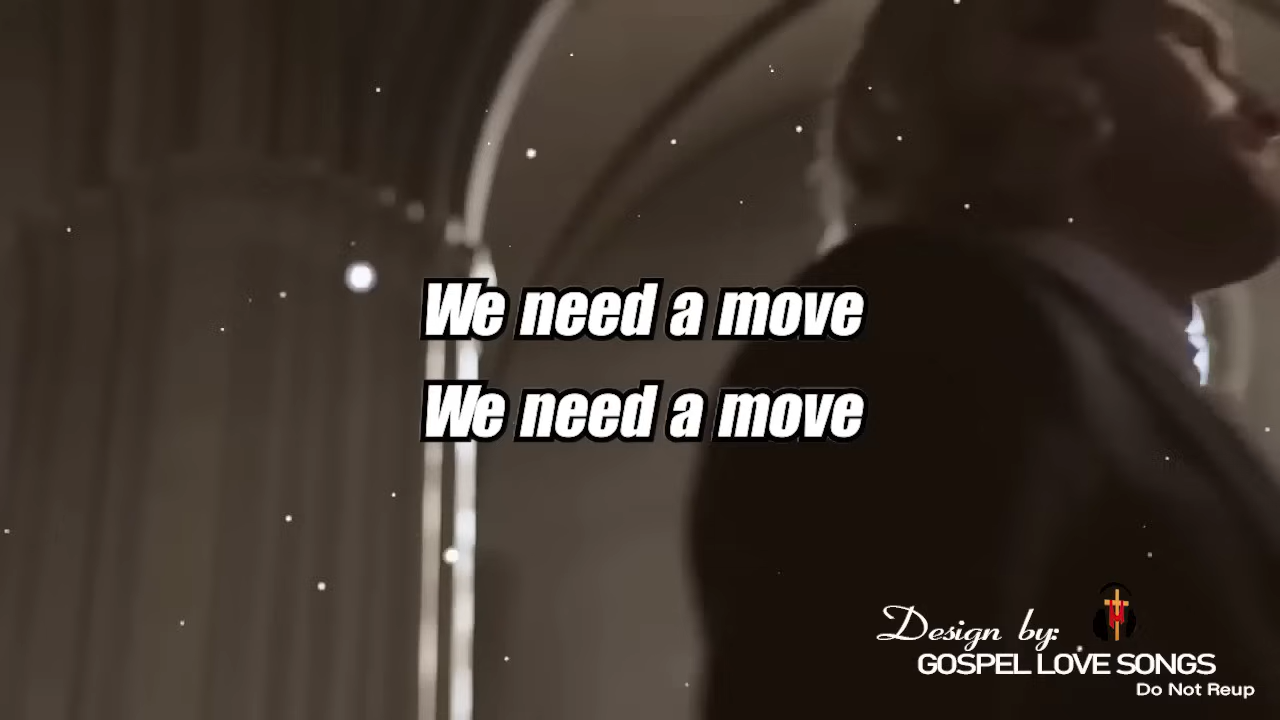 We need a move
We need a move
Design by:
GOSPEL LOVE SONGS
Do Not Reup